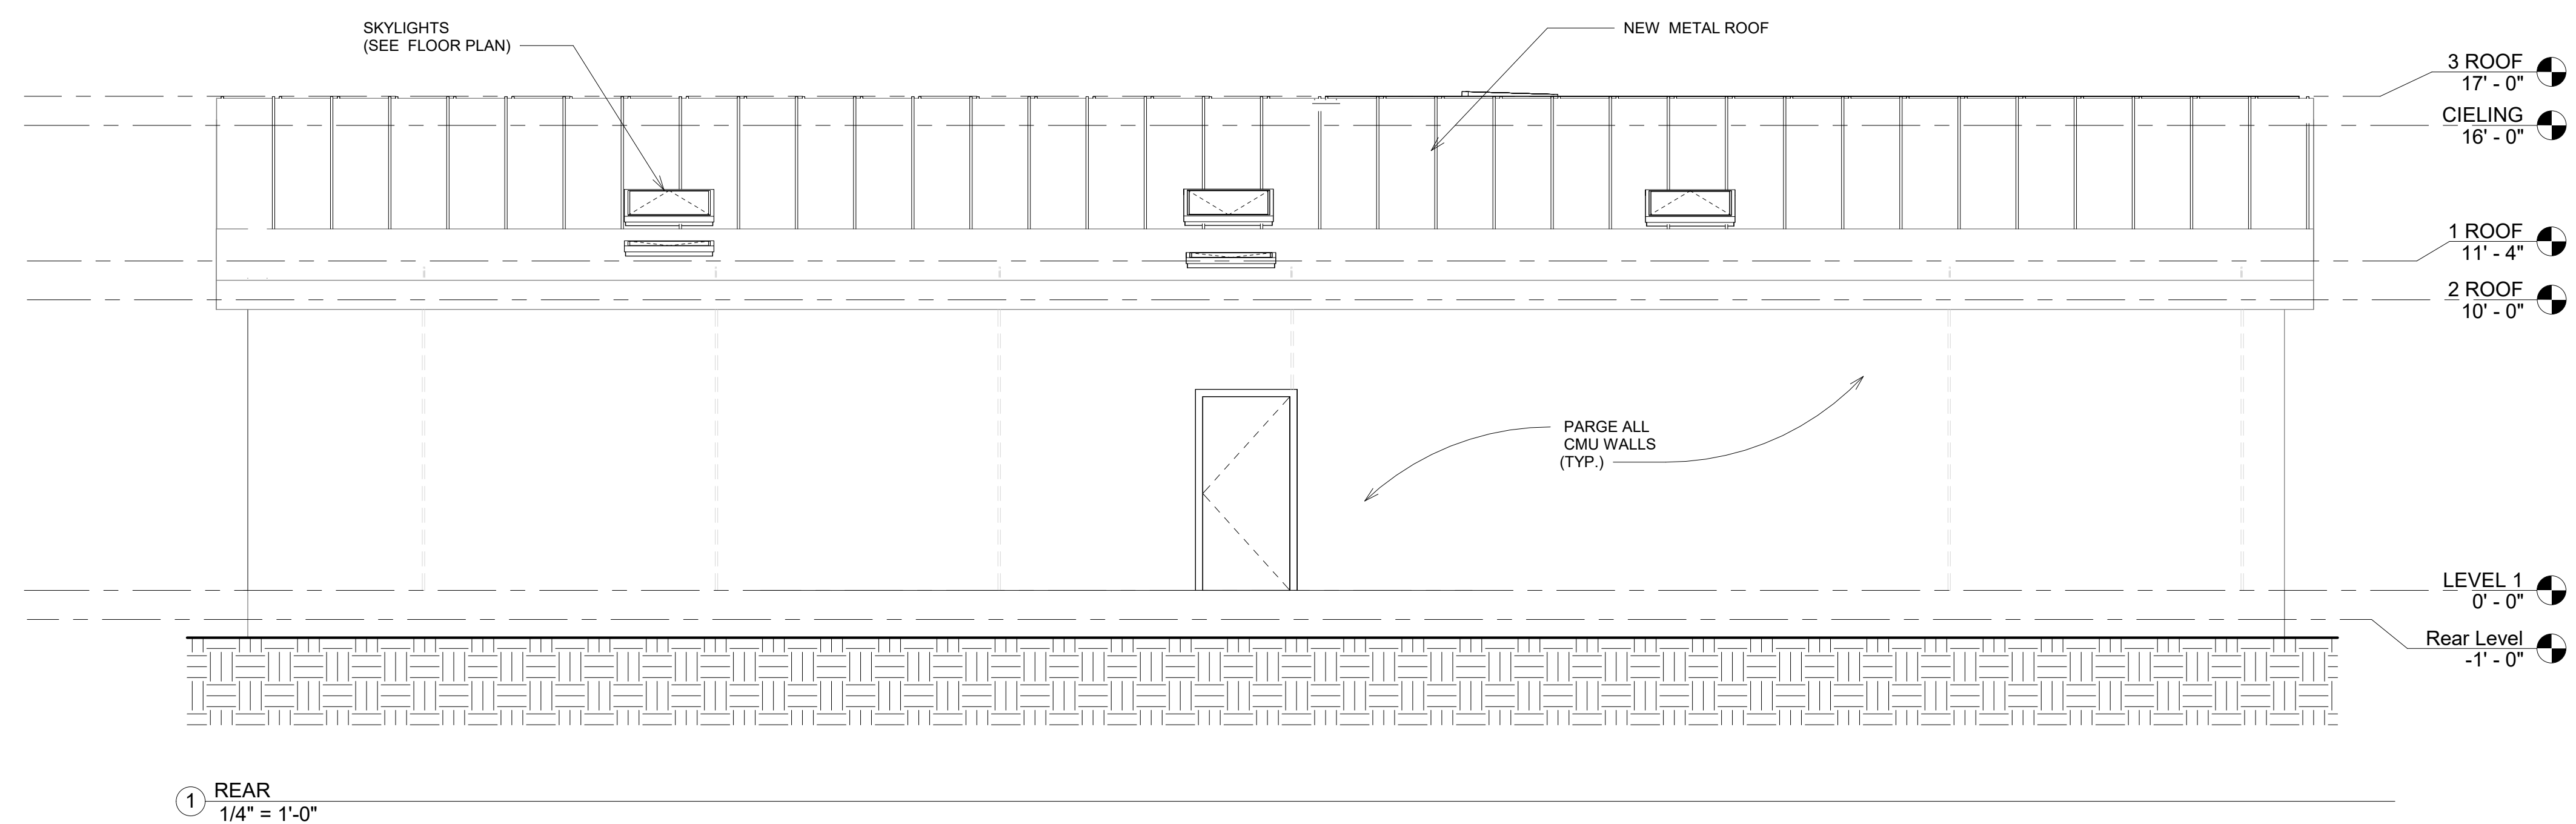 SKYLIGHTS
(SEE FLOOR PLAN)
NEW METAL ROOF
3 ROOF
17' - 0"
CIELING
16' - 0"
1 ROOF
11' - 4"
2 ROOF
10' - 0"
PARGE ALL
CMU WALLS
(TYP.)
LEVEL 1
0' - 0"
Rear Level
-1' - 0"
1
REAR
1/4" = 1'-0"